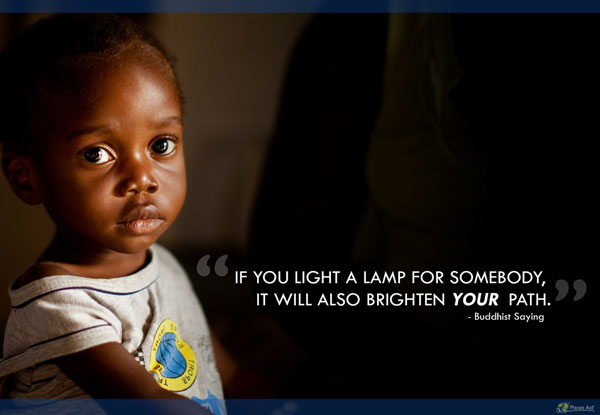 “ IF YOU LIGHT A LAMP FOR SOMEBODY,
IT WILL ALSO BRIGHTEN YOUR PATH. ”
- Buddhist Saying
Planet Aid